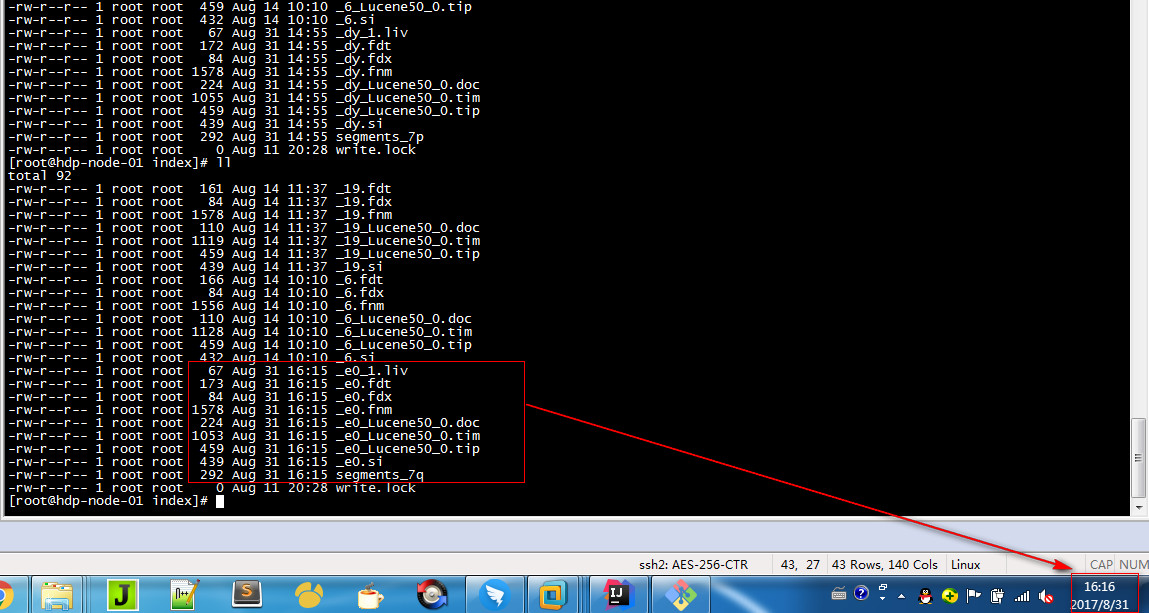 -rw-r--r-- 1 root root  459 Aug 14 10:10 _6_Lucene50_0.tip
-rw-r--r-- 1 root root  432 Aug 14 10:10 _6.si
-rw-r--r-- 1 root root   67 Aug 31 14:55 _dy_1.liv
-rw-r--r-- 1 root root  172 Aug 31 14:55 _dy.fdt
-rw-r--r-- 1 root root   84 Aug 31 14:55 _dy.fdx
-rw-r--r-- 1 root root 1578 Aug 31 14:55 _dy.fnm
-rw-r--r-- 1 root root  224 Aug 31 14:55 _dy_Lucene50_0.doc
-rw-r--r-- 1 root root 1055 Aug 31 14:55 _dy_Lucene50_0.tim
-rw-r--r-- 1 root root  459 Aug 31 14:55 _dy_Lucene50_0.tip
-rw-r--r-- 1 root root  439 Aug 31 14:55 _dy.si
-rw-r--r-- 1 root root  292 Aug 31 14:55 segments_7p
-rw-r--r-- 1 root root    0 Aug 11 20:28 write.lock
[root@hdp-node-01 index]# ll
total 92
-rw-r--r-- 1 root root  161 Aug 14 11:37 _19.fdt
-rw-r--r-- 1 root root   84 Aug 14 11:37 _19.fdx
-rw-r--r-- 1 root root 1578 Aug 14 11:37 _19.fnm
-rw-r--r-- 1 root root  110 Aug 14 11:37 _19_Lucene50_0.doc
-rw-r--r-- 1 root root 1119 Aug 14 11:37 _19_Lucene50_0.tim
-rw-r--r-- 1 root root  459 Aug 14 11:37 _19_Lucene50_0.tip
-rw-r--r-- 1 root root  439 Aug 14 11:37 _19.si
-rw-r--r-- 1 root root  166 Aug 14 10:10 _6.fdt
-rw-r--r-- 1 root root   84 Aug 14 10:10 _6.fdx
-rw-r--r-- 1 root root 1556 Aug 14 10:10 _6.fnm
-rw-r--r-- 1 root root  110 Aug 14 10:10 _6_Lucene50_0.doc
-rw-r--r-- 1 root root 1128 Aug 14 10:10 _6_Lucene50_0.tim
-rw-r--r-- 1 root root  459 Aug 14 10:10 _6_Lucene50_0.tip
-rw-r--r-- 1 root root  432 Aug 14 10:10 _6.si
-rw-r--r-- 1 root root   67 Aug 31 16:15 _e0_1.liv
-rw-r--r-- 1 root root  173 Aug 31 16:15 _e0.fdt
-rw-r--r-- 1 root root   84 Aug 31 16:15 _e0.fdx
-rw-r--r-- 1 root root 1578 Aug 31 16:15 _e0.fnm
-rw-r--r-- 1 root root  224 Aug 31 16:15 _e0_Lucene50_0.doc
-rw-r--r-- 1 root root 1053 Aug 31 16:15 _e0_Lucene50_0.tim
-rw-r--r-- 1 root root  459 Aug 31 16:15 _e0_Lucene50_0.tip
-rw-r--r-- 1 root root  439 Aug 31 16:15 _e0.si
-rw-r--r-- 1 root root  292 Aug 31 16:15 segments_7q
-rw-r--r-- 1 root root    0 Aug 11 20:28 write.lock
[root@hdp-node-01 index]#
ssh2: AES-256-CTR 43, 27 43 Rows, 140 Cols Linux CAP NUM
J S IJ
16:16
2017/8/31